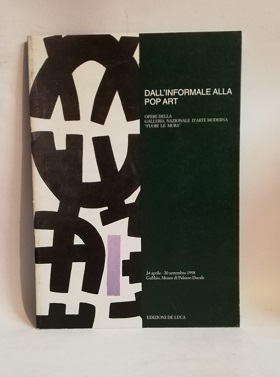 DALL'INFORMALE ALLA
POP ART
OPERE DELLA
GALLERIA NAZIONALE D'ARTE MODERNA
"FUORI LE MURA"
24 aprile - 20 settembre 1998
Gubbio, Museo di Palazzo Ducale
EDIZIONI DE LUCA